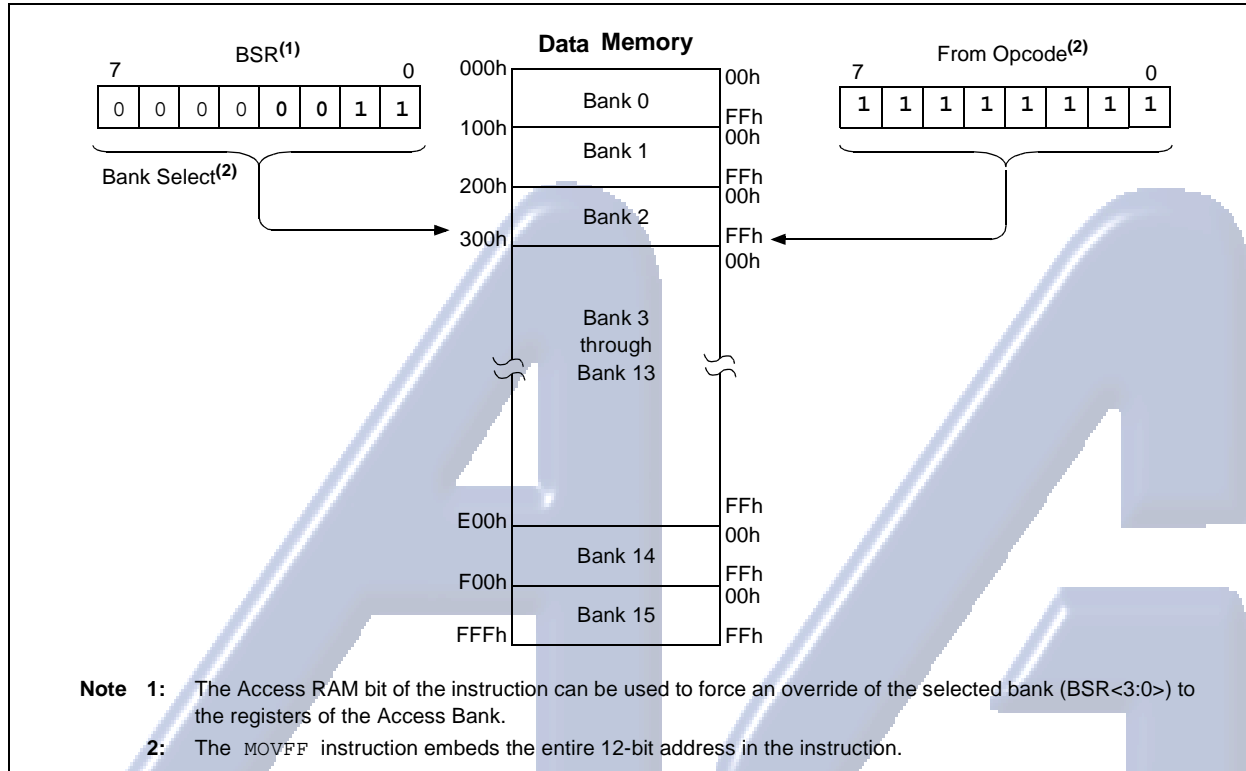 Data Memory
BSR(1)
7 0
0 0 0 0 0 0 1 1
Bank Select(2)
From Opcode(2)
7 0
1 1 1 1 1 1 1 1
000h
00h
Bank 0
FFh
100h
00h
Bank 1
FFh
200h
00h
Bank 2
FFh
300h
00h
Bank 3
through
Bank 13
FFh
E00h
00h
Bank 14
FFh
F00h
00h
Bank 15
FFFh
FFh
Note 1: The Access RAM bit of the instruction can be used to force an override of the selected bank (BSR<3:0>) to
the registers of the Access Bank.
2: The MOVFF instruction embeds the entire 12-bit address in the instruction.